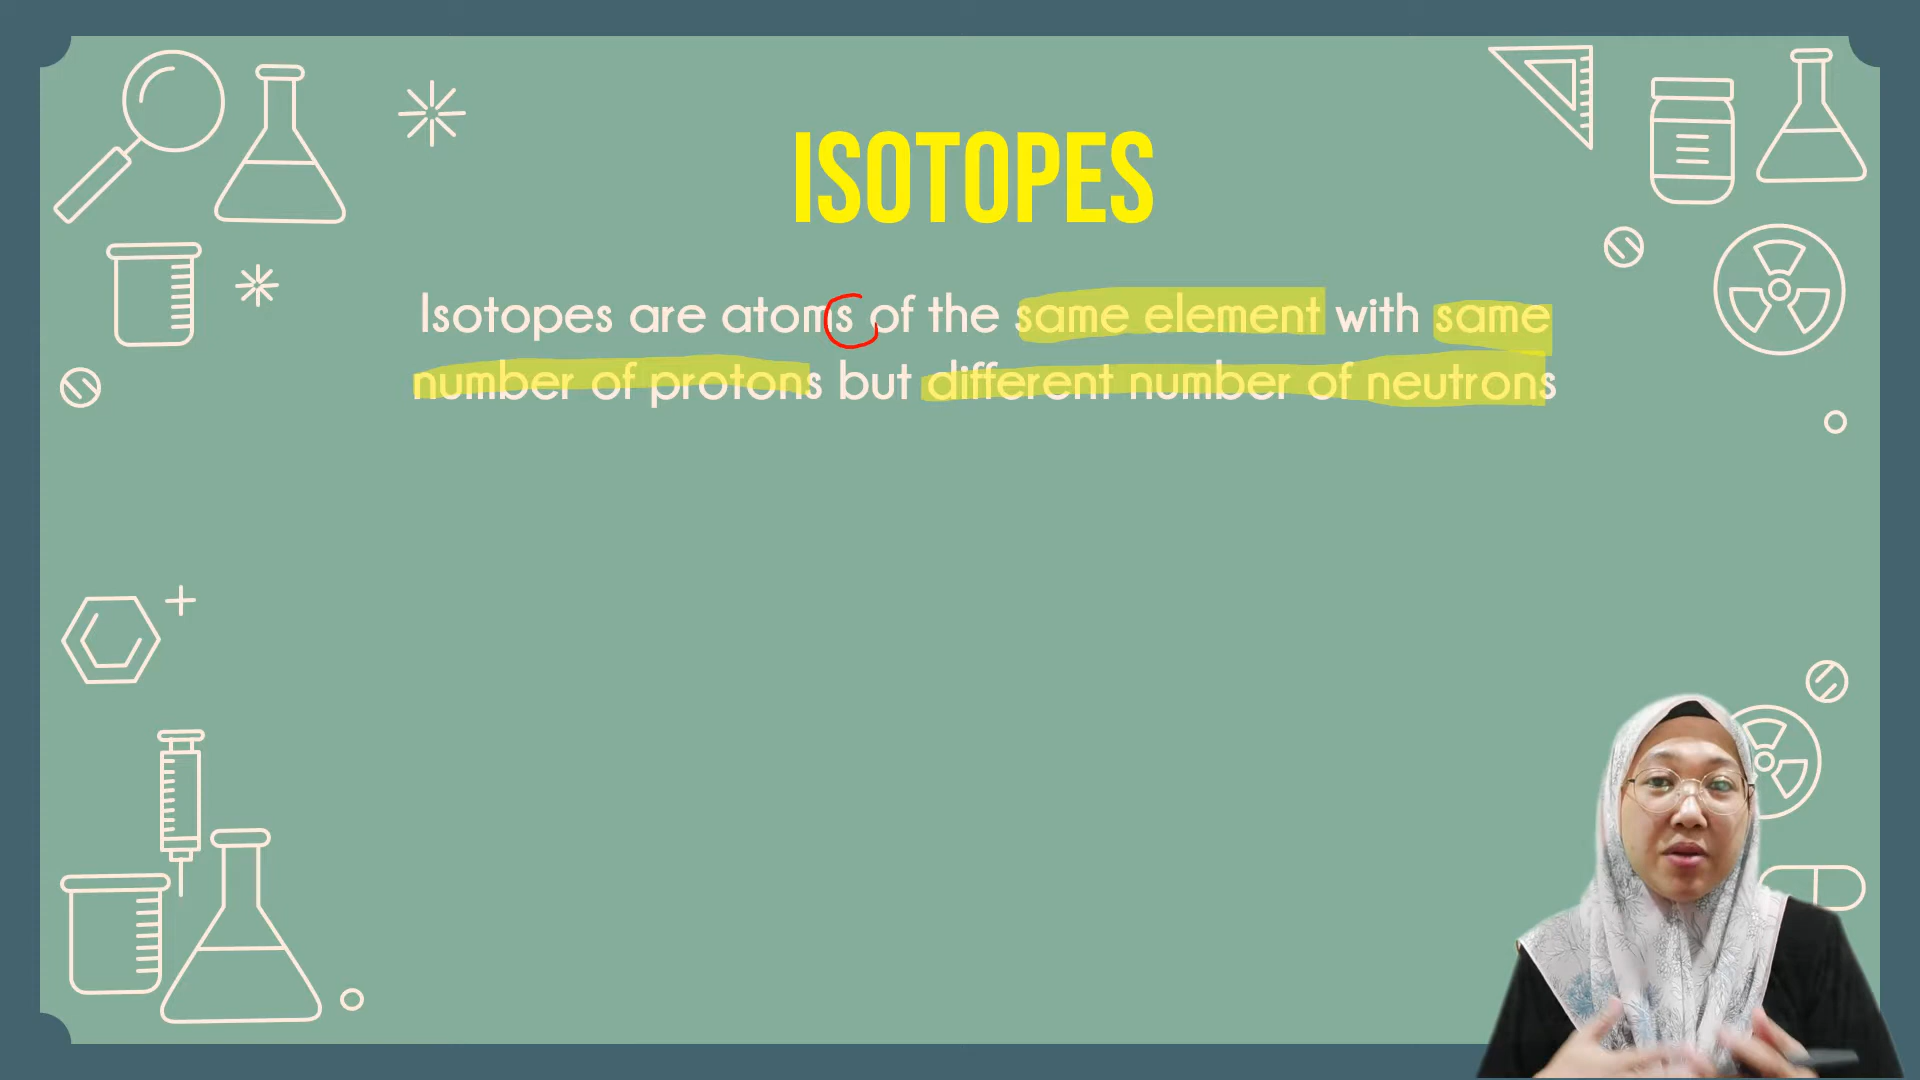 ISOTOPES
Isotopes are atoms of the same element with same
number of protons but different number of neutrons